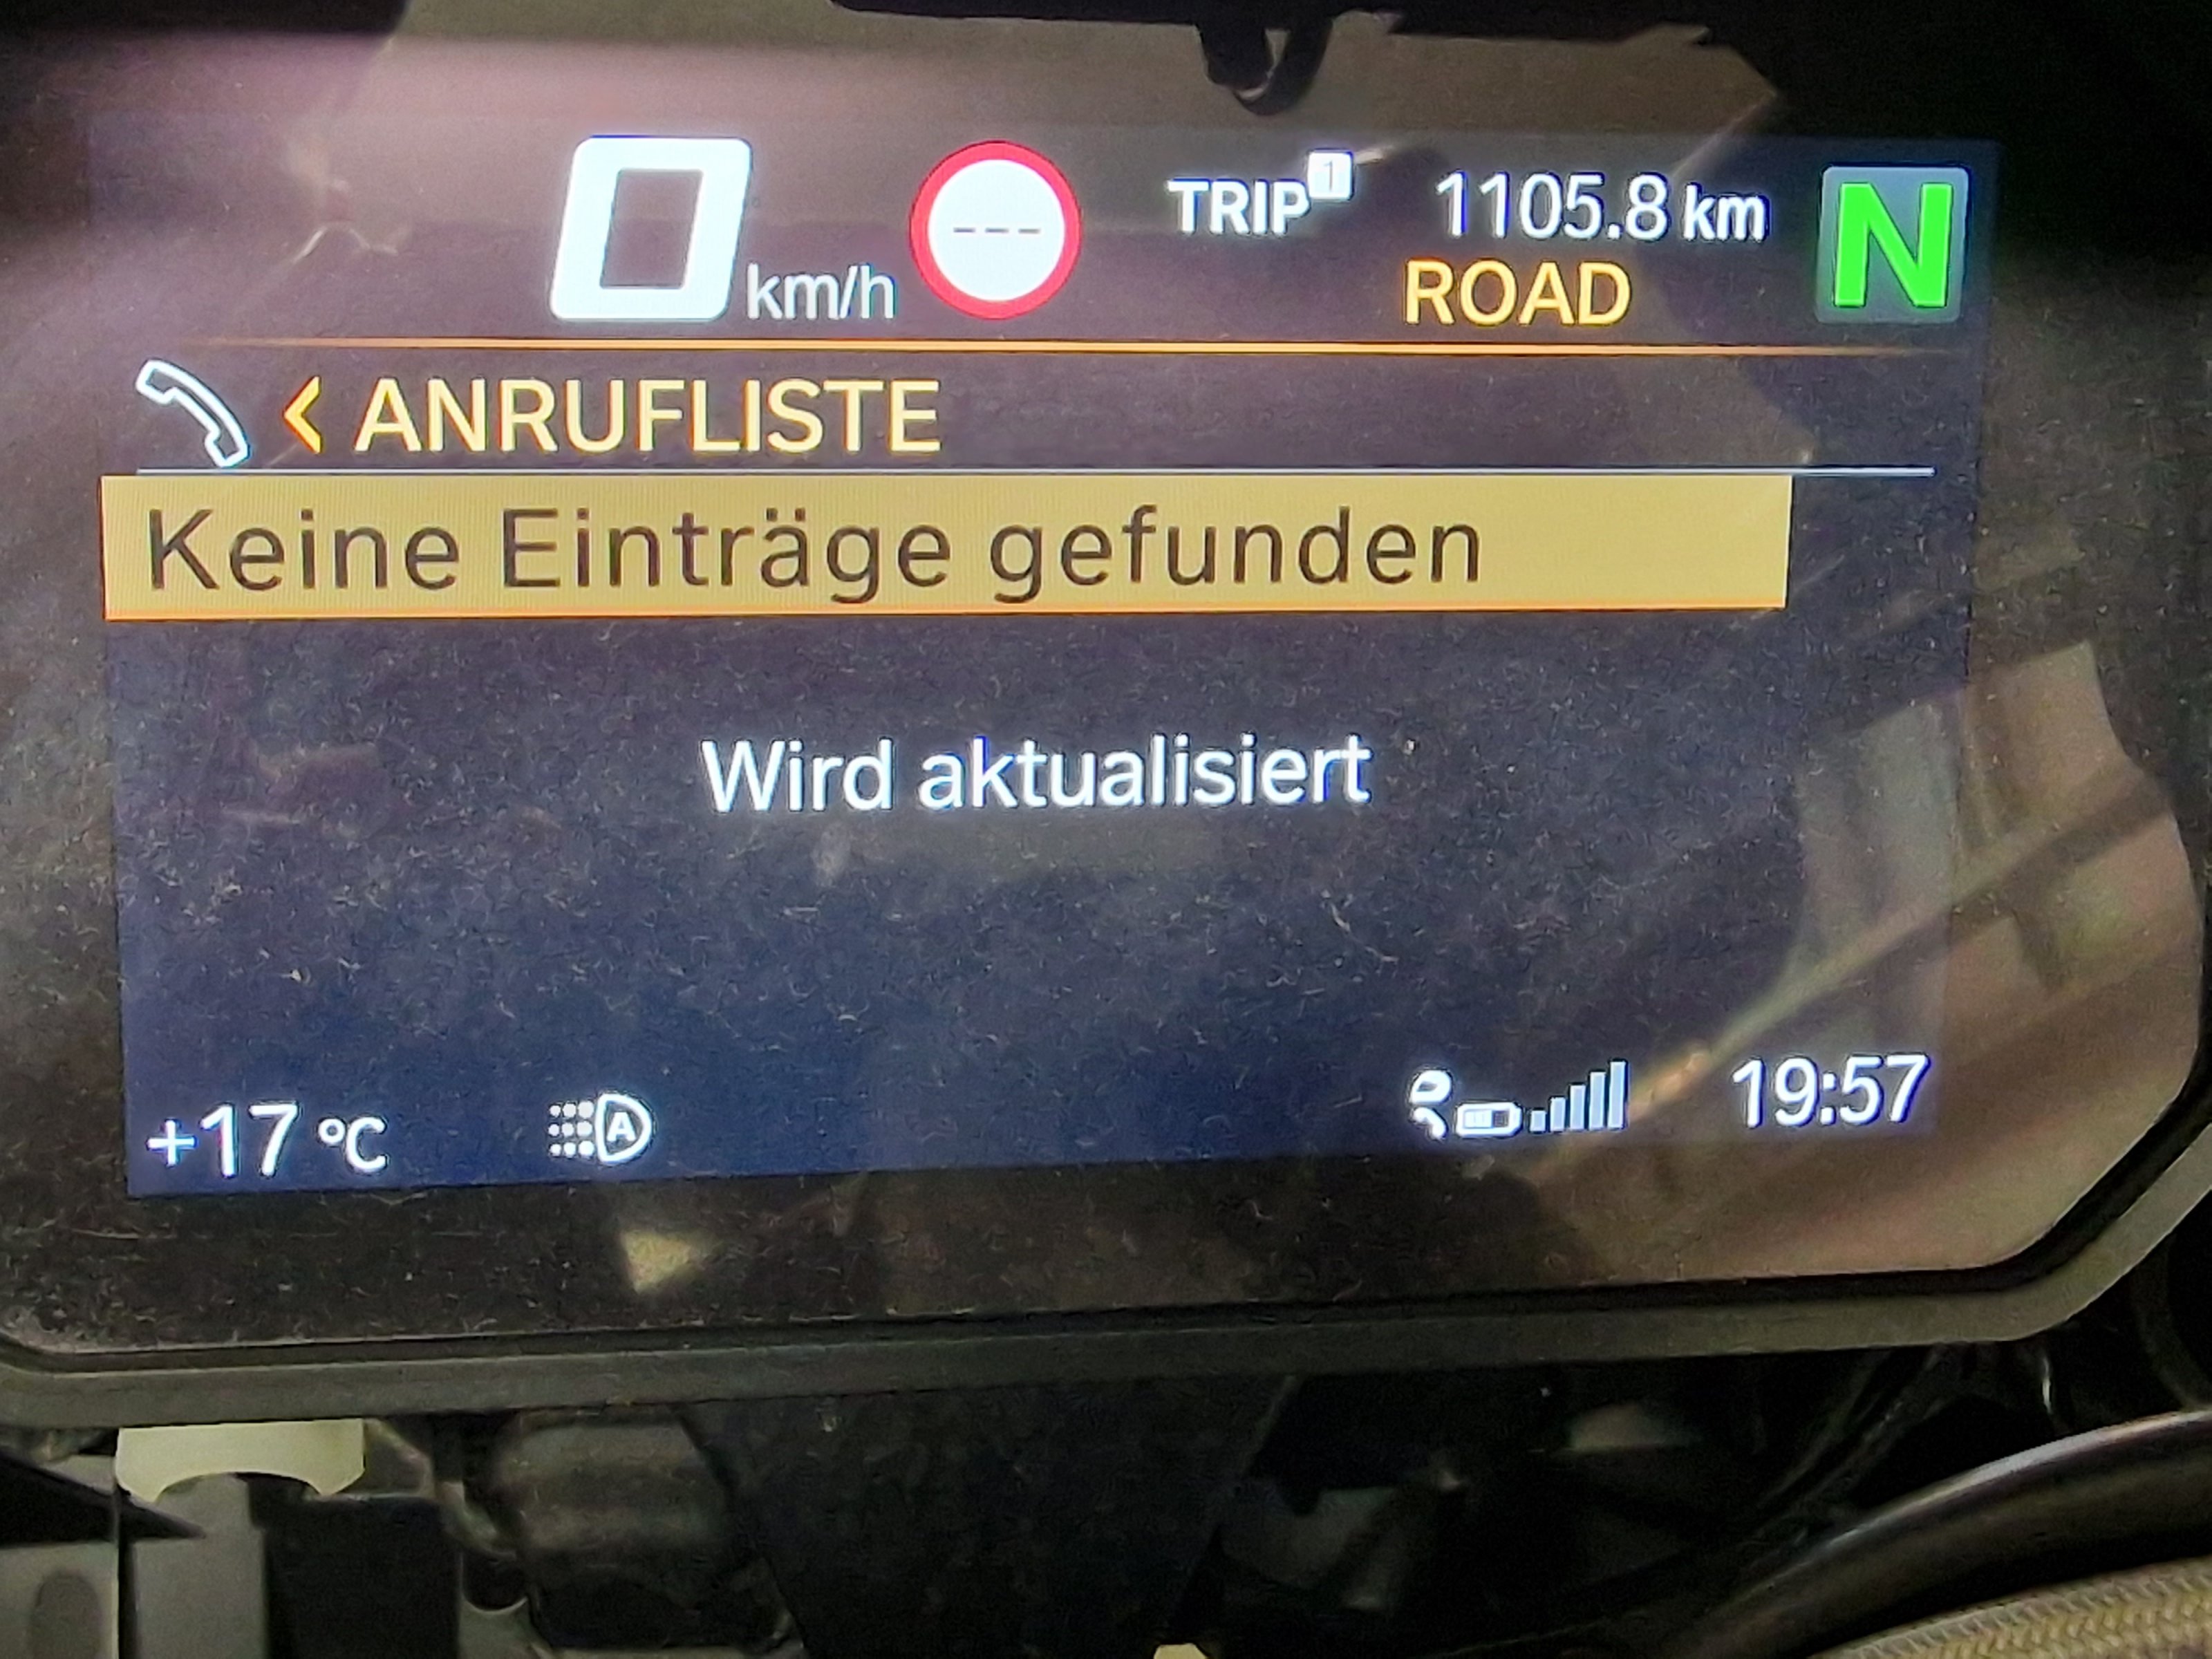 0 km/h --- TRIP 1 1105.8 km N
ROAD
< ANRUFLISTE
Keine Einträge gefunden
Wird aktualisiert
+17 °C A 19:57